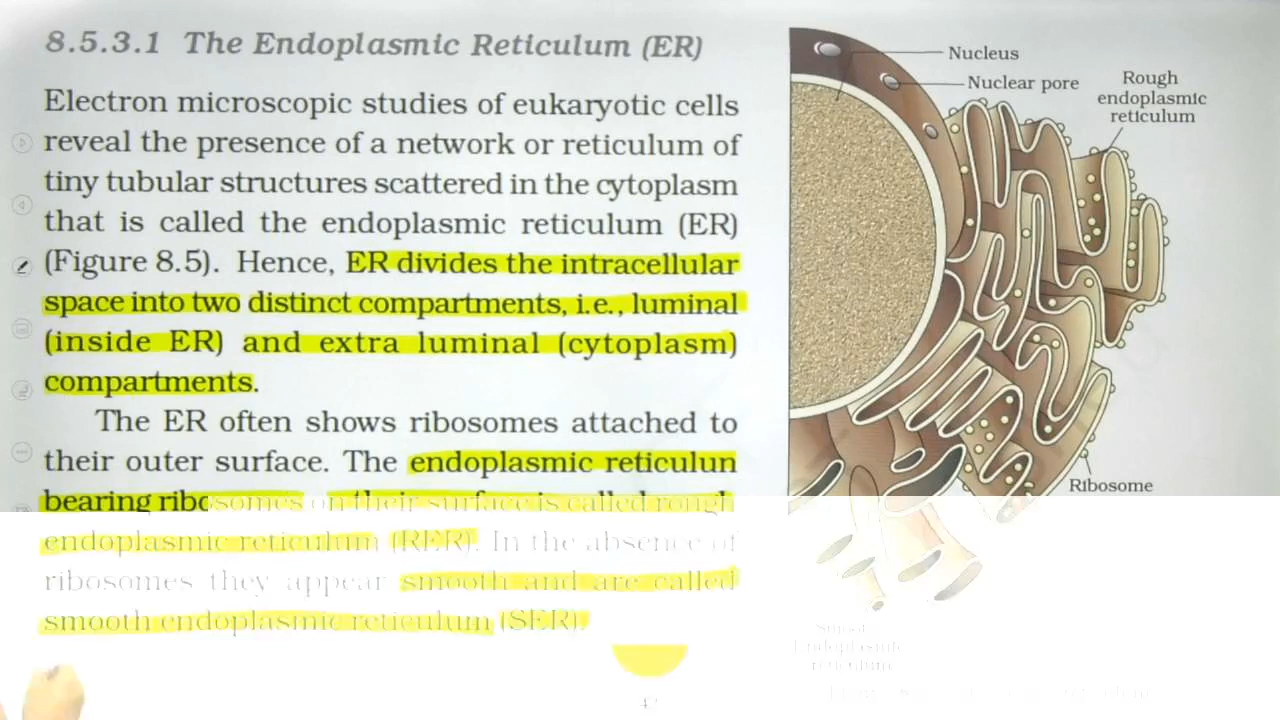 8.5.3.1 The Endoplasmic Reticulum (ER)
Electron microscopic studies of eukaryotic cells
reveal the presence of a network or reticulum of
tiny tubular structures scattered in the cytoplasm
that is called the endoplasmic reticulum (ER)
(Figure 8.5). Hence, ER divides the intracellular
space into two distinct compartments, i.e., luminal
(inside ER) and extra luminal (cytoplasm)
compartments.
The ER often shows ribosomes attached to
their outer surface. The endoplasmic reticulun
bearing ribosomes on their surface is called rough
endoplasmic reticulum (RER). In the absence of
ribosomes they appear smooth and are called
smooth endoplasmic reticulum (SER).
Nucleus
Nuclear pore
Rough
endoplasmic
reticulum
Ribosome
Smooth
Endoplasmic
reticulum